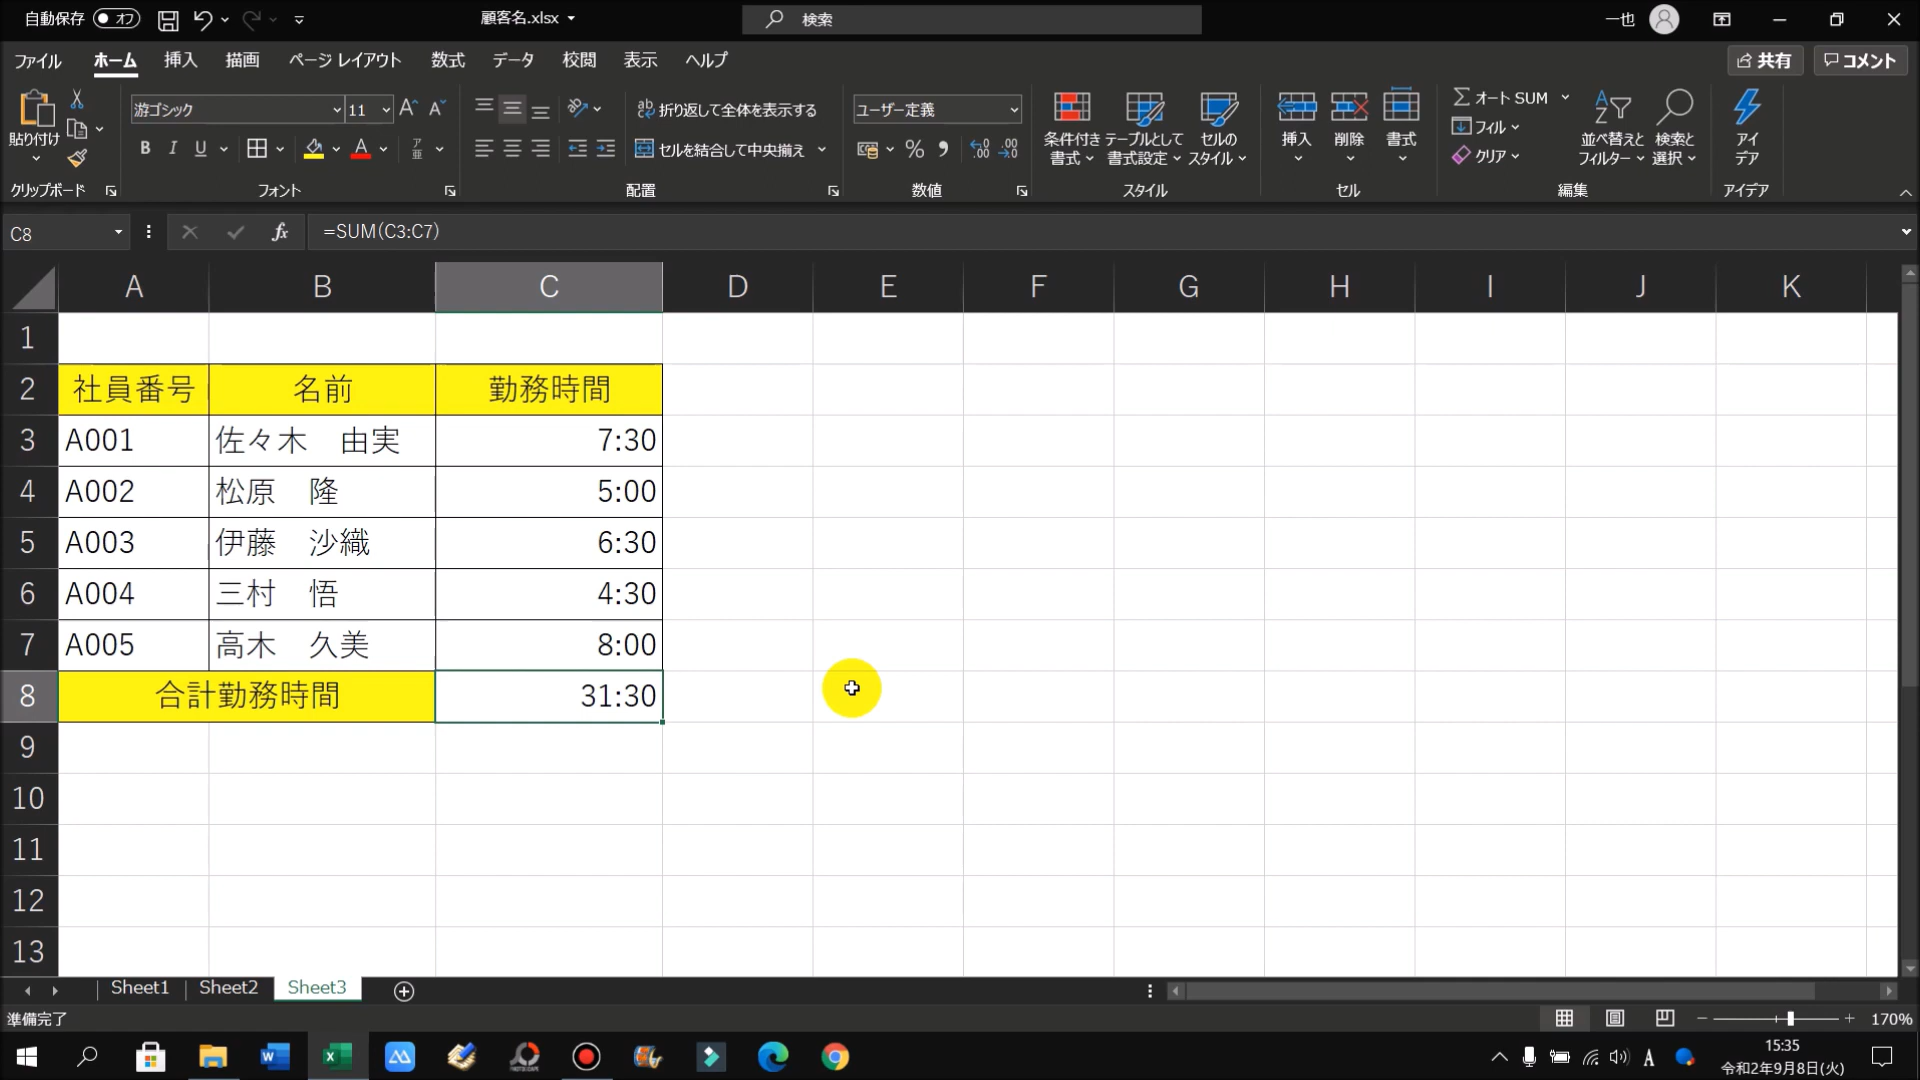 自動保存 オフ 顧客名.xlsx 検索 一也
ファイル ホーム 挿入 描画 ページ レイアウト 数式 データ 校閲 表示 ヘルプ 共有 コメント
貼り付け
クリップボード
游ゴシック 11
B I U
フォント
折り返して全体を表示する
セルを結合して中央揃え
配置
ユーザー定義
数値
条件付き書式
テーブルとして書式設定
セルのスタイル
スタイル
挿入 削除 書式
セル
オート SUM
フィル
クリア
並べ替えとフィルター
検索と選択
編集
アイデア
アイデア
C8 fx =SUM(C3:C7)
A B C D E F G H I J K
1
2 社員番号 名前 勤務時間
3 A001 佐々木　由実 7:30
4 A002 松原　隆 5:00
5 A003 伊藤　沙織 6:30
6 A004 三村　悟 4:30
7 A005 高木　久美 8:00
8 合計勤務時間 31:30
9
10
11
12
13
Sheet1 Sheet2 Sheet3
準備完了 170%
A 15:35
令和2年9月8日(火)